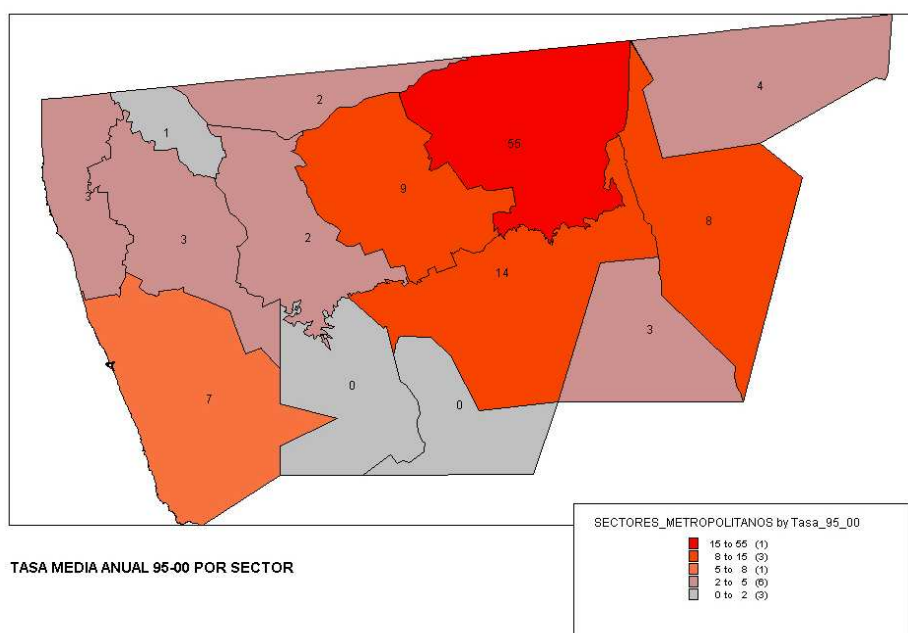 2
4
1
55
9
3
8
3
2
14
3
7
0
0
SECTORES_METROPOLITANOS by Tasa_95_00
15 to 55 (1)
8 to 15 (3)
5 to 8 (1)
2 to 5 (6)
0 to 2 (3)
TASA MEDIA ANUAL 95-00 POR SECTOR